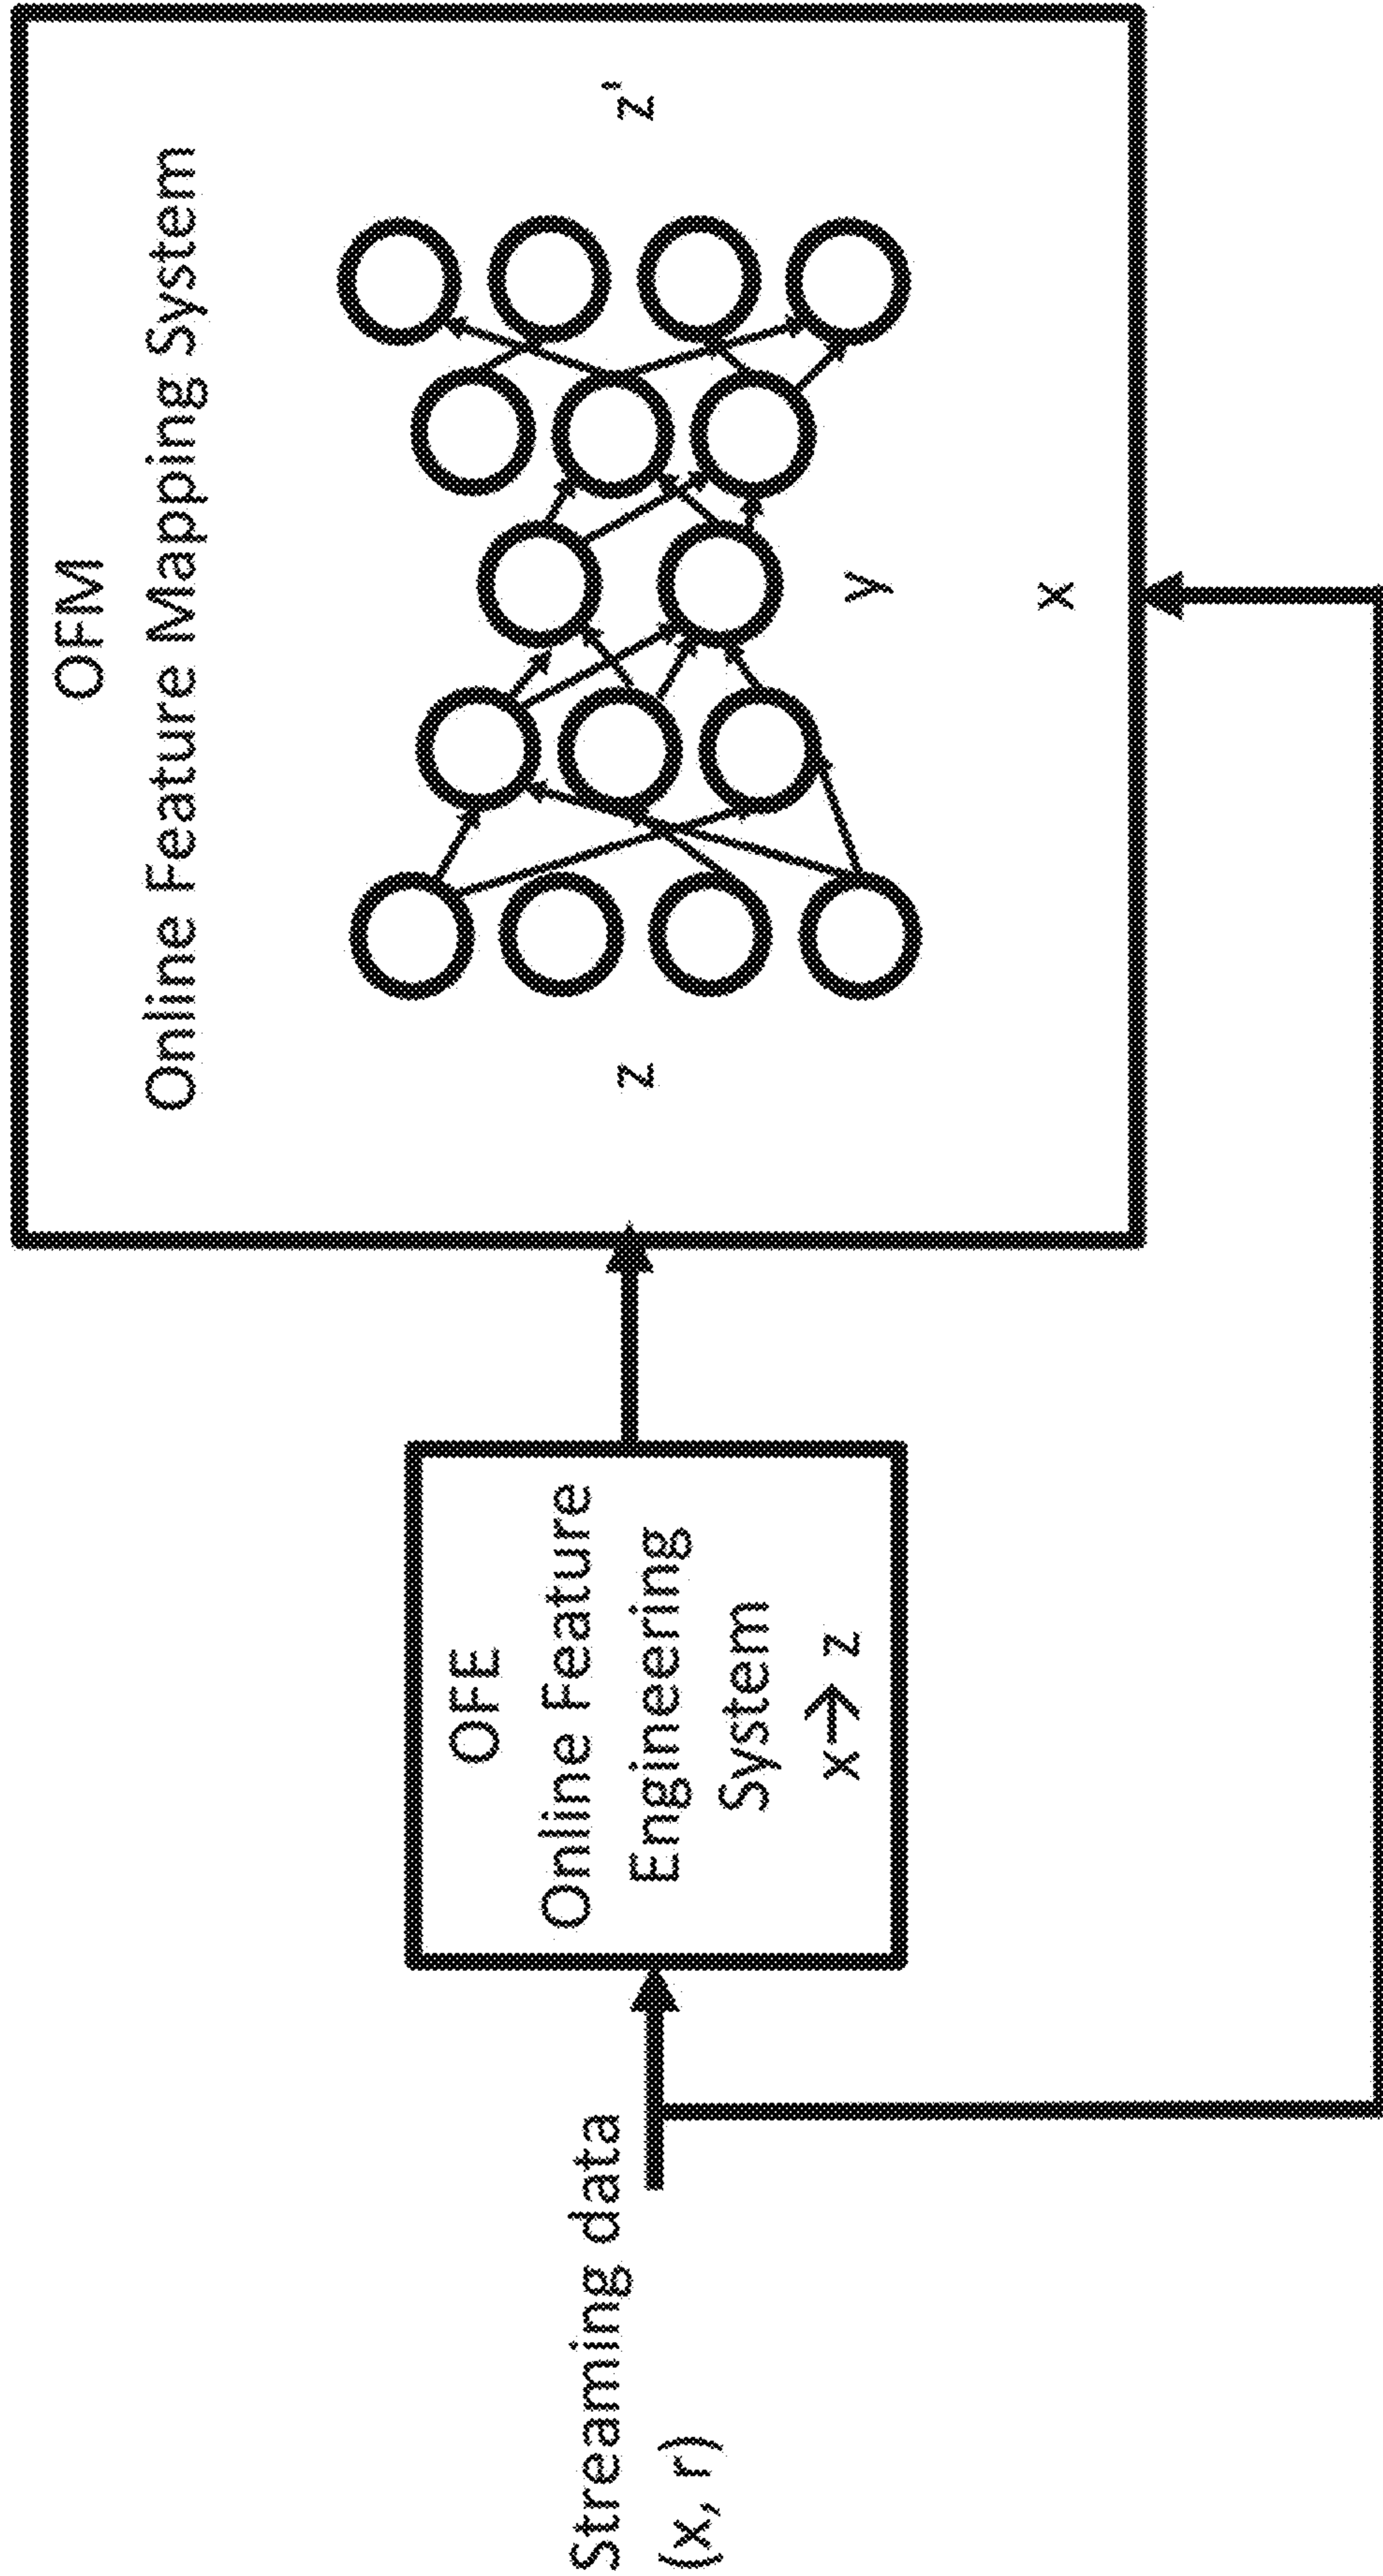 Streaming data
(x, r)
OFE
Online Feature
Engineering
System
x→ z
OFM
Online Feature Mapping System
z
y
z'
x